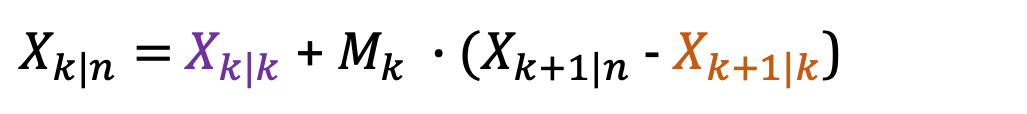 X_{k|n} = X_{k|k} + M_k · (X_{k+1|n} - X_{k+1|k})